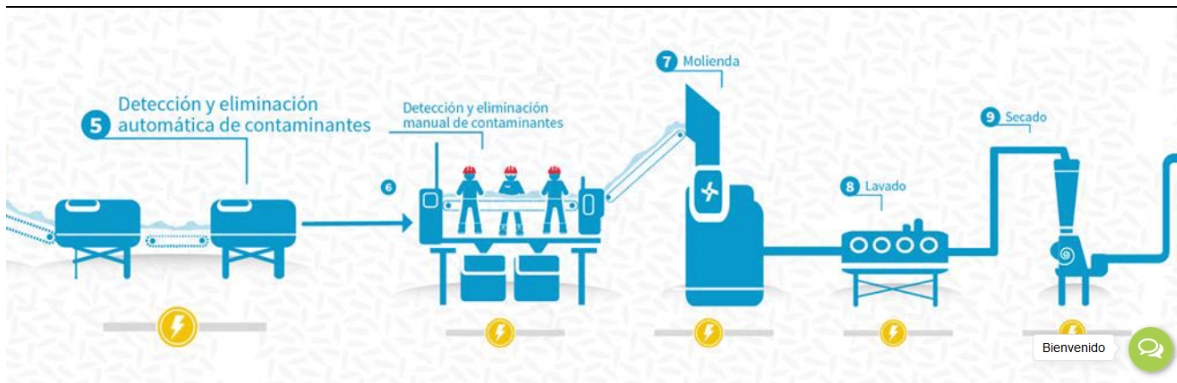 5
Detección y eliminación
automática de contaminantes
6
Detección y eliminación
manual de contaminantes
7 Molienda
8 Lavado
9 Secado
Bienvenido